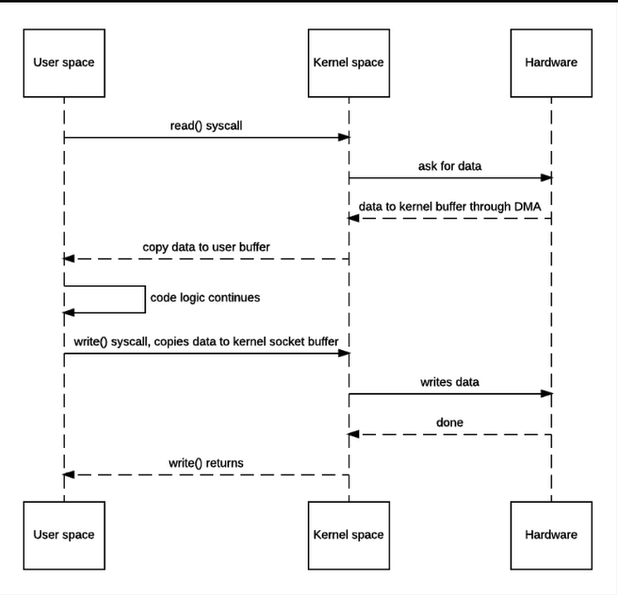 User space
Kernel space
Hardware
read() syscall
ask for data
data to kernel buffer through DMA
copy data to user buffer
code logic continues
write() syscall, copies data to kernel socket buffer
writes data
done
write() returns
User space
Kernel space
Hardware